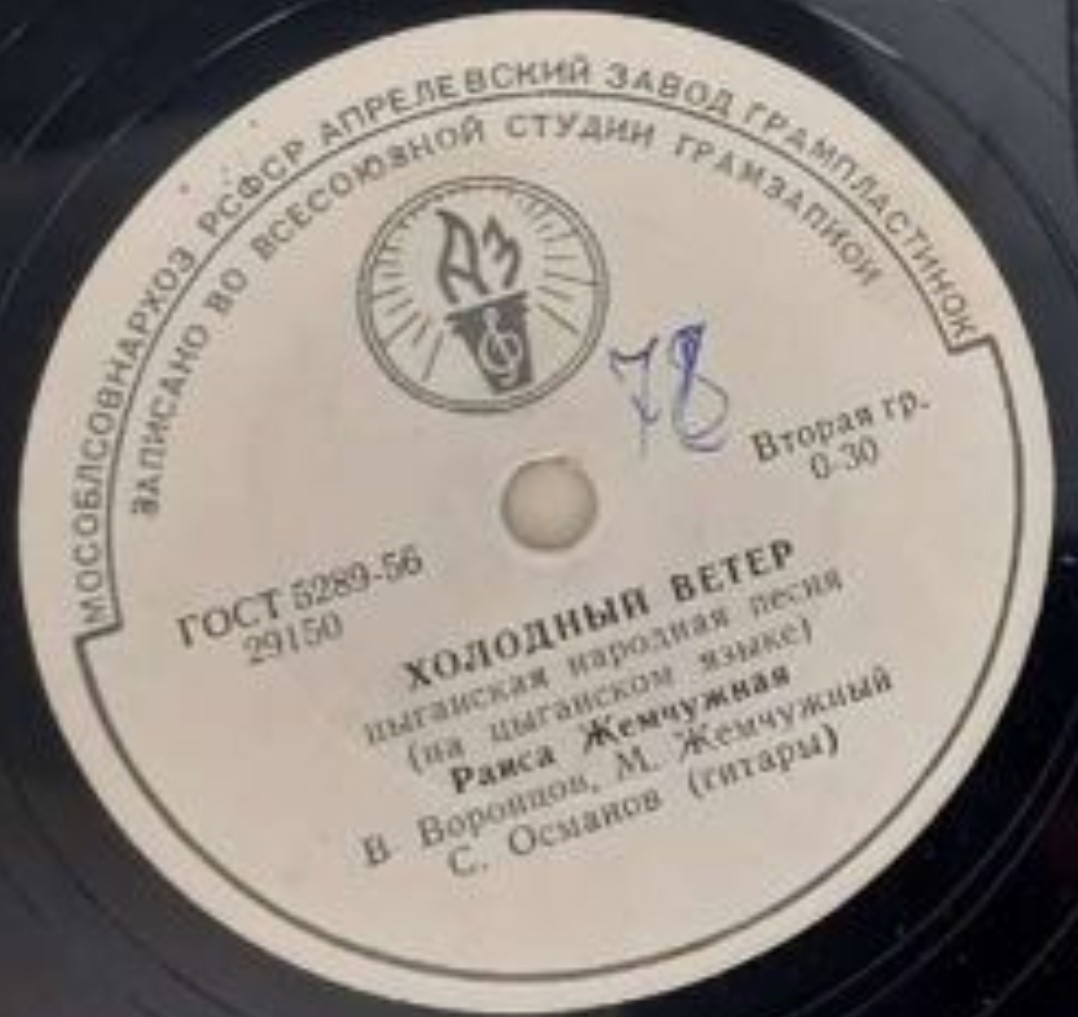 МОСОБЛСОВНАРХОЗ РСФСР АПРЕЛЕВСКИЙ ЗАВОД ГРАМПЛАСТИНОК
ЗАПИСАНО ВО ВСЕСОЮЗНОЙ СТУДИИ ГРАМЗАПИСИ
АЗ
78
Вторая гр.
0-30
ГОСТ 5289-56
29150
ХОЛОДНЫЙ ВЕТЕР
цыганская народная песня
(на цыганском языке)
Раиса Жемчужная
В Воронцов, М. Жемчужный
С. Османов (гитары)